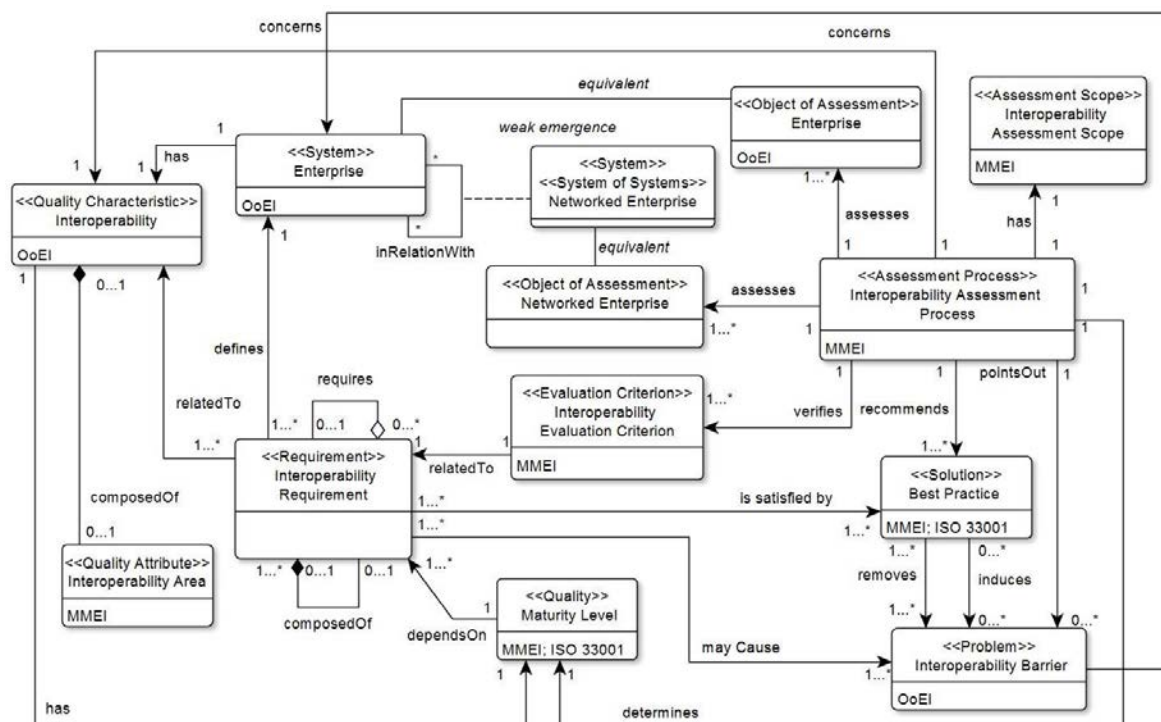 concerns
concerns
equivalent
<<Object of Assessment>>
Enterprise
OoEI
1...*
<<Assessment Scope>>
Interoperability
Assessment Scope
MMEI
1
has
1
weak emergence
<<System>>
Enterprise
OoEI
1
has
1
1
*
*
inRelationWith
1
<<System>>
<<System of Systems>>
Networked Enterprise
equivalent
<<Quality Characteristic>>
Interoperability
OoEI
1
0...1
assesses
1
1
<<Object of Assessment>>
Networked Enterprise
assesses
1...*
1
<<Assessment Process>>
Interoperability Assessment
Process
MMEI
1
1
1
1
1
pointsOut
defines
relatedTo
requires
1...*
1...*
0...1
0...*
<<Evaluation Criterion>>
Interoperability
Evaluation Criterion
MMEI
1...*
verifies
recommends
1...*
1
relatedTo
1
<<Requirement>>
Interoperability
Requirement
1...*
1...*
1...*
1...*
0...1
0...1
composedOf
is satisfied by
1...*
<<Solution>>
Best Practice
MMEI; ISO 33001
1...*
0...*
removes
induces
1...*
0...*
0...*
composedOf
0...1
<<Quality Attribute>>
Interoperability Area
MMEI
dependsOn
1
<<Quality>>
Maturity Level
MMEI; ISO 33001
1
1
may Cause
1...*
<<Problem>>
Interoperability Barrier
OoEI
has
determines